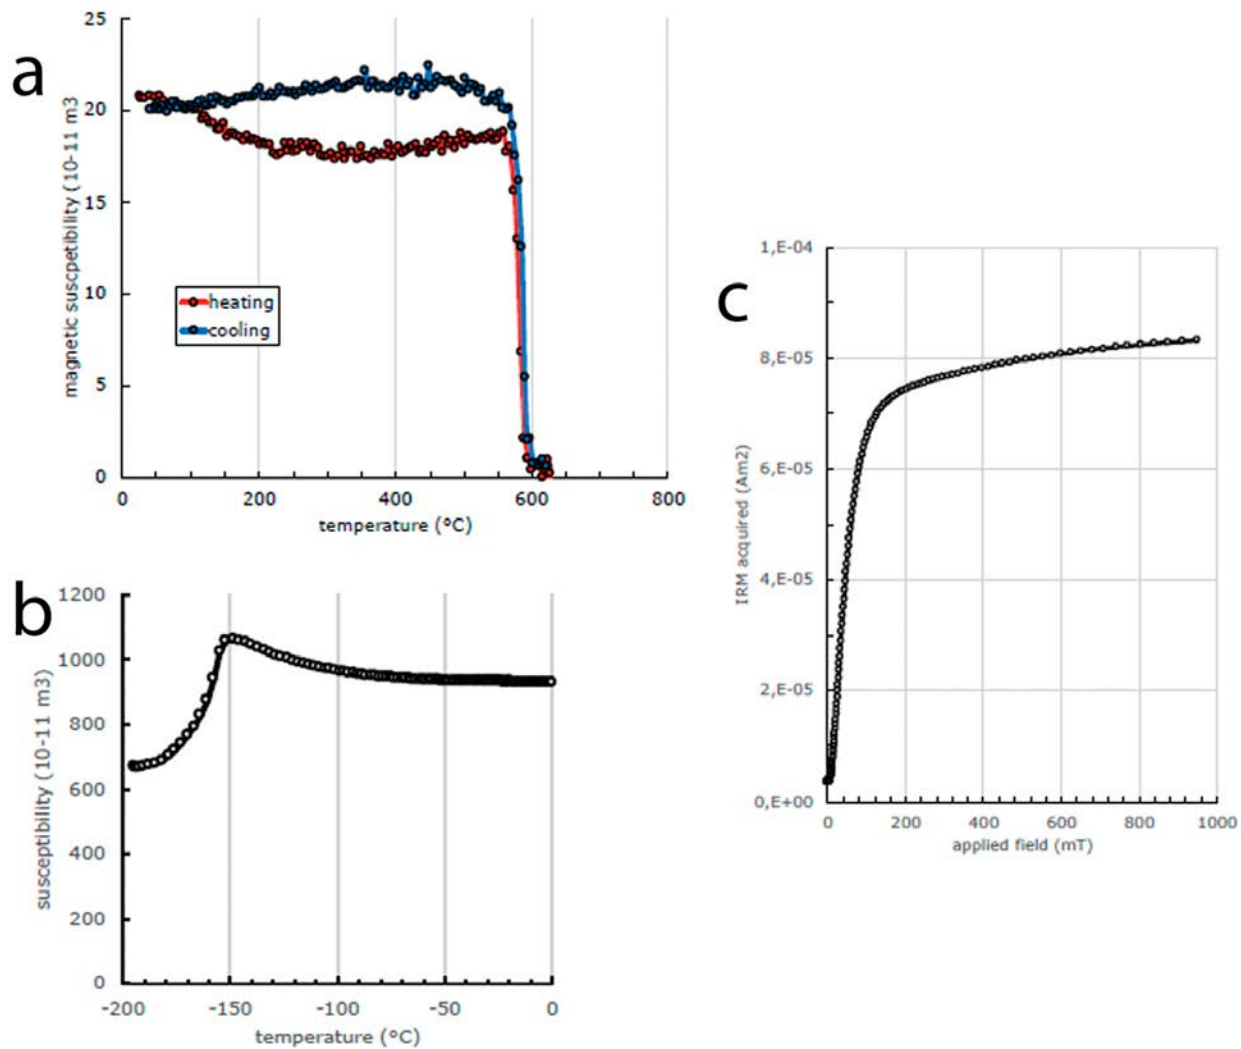 a
25
20
15
10
5
0
magnetic suscpetibility (10-11 m3
heating
cooling
0 200 400 600 800
temperature (°C)
b
1200
1000
800
600
400
200
0
susceptibility (10-11 m3)
-200 -150 -100 -50 0
temperature (°C)
c
1,E-04
8,E-05
6,E-05
4,E-05
2,E-05
0,E+00
IRM acquired (Am2)
0 200 400 600 800 1000
applied field (mT)